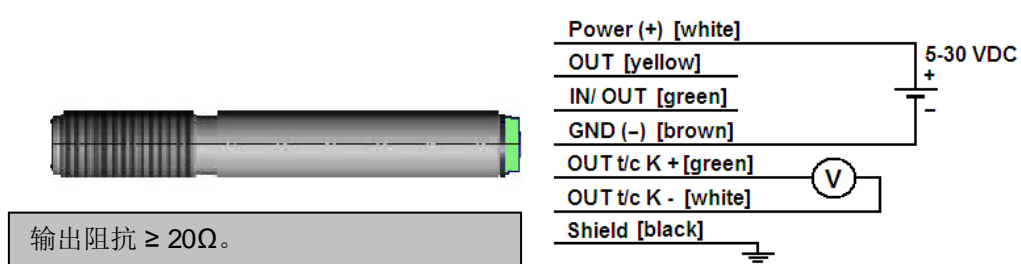 Power (+) [white]
OUT [yellow]
IN/ OUT [green]
GND (–) [brown]
OUT t/c K + [green]
OUT t/c K - [white]
Shield [black]
5-30 VDC
+
–
V
输出阻抗 ≥ 20Ω。